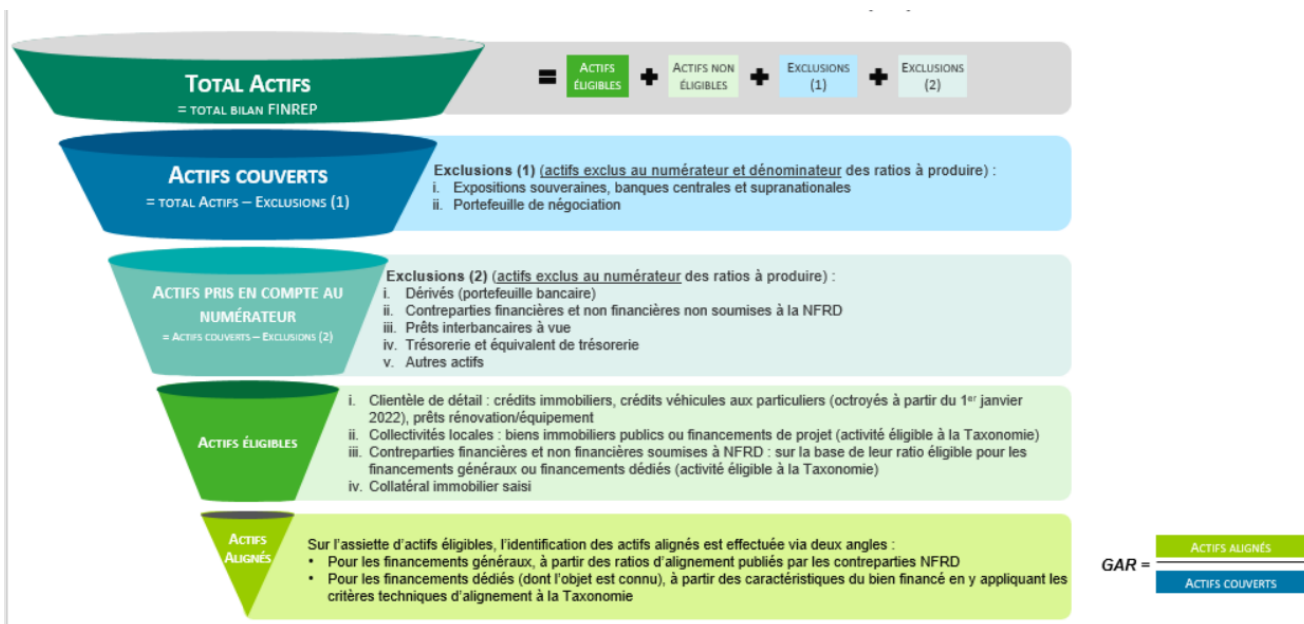 TOTAL ACTIFS
= TOTAL BILAN FINREP
=
ACTIFS
ÉLIGIBLES
+
ACTIFS NON
ÉLIGIBLES
+
EXCLUSIONS
(1)
+
EXCLUSIONS
(2)
ACTIFS COUVERTS
= TOTAL ACTIFS – EXCLUSIONS (1)
Exclusions (1) (actifs exclus au numérateur et dénominateur des ratios à produire) :
i. Expositions souveraines, banques centrales et supranationales
ii. Portefeuille de négociation
ACTIFS PRIS EN COMPTE AU
NUMÉRATEUR
= ACTIFS COUVERTS – EXCLUSIONS (2)
Exclusions (2) (actifs exclus au numérateur des ratios à produire) :
i. Dérivés (portefeuille bancaire)
ii. Contreparties financières et non financières non soumises à la NFRD
iii. Prêts interbancaires à vue
iv. Trésorerie et équivalent de trésorerie
v. Autres actifs
ACTIFS ÉLIGIBLES
i. Clientèle de détail : crédits immobiliers, crédits véhicules aux particuliers (octroyés à partir du 1er janvier
2022), prêts rénovation/équipement
ii. Collectivités locales : biens immobiliers publics ou financements de projet (activité éligible à la Taxonomie)
iii. Contreparties financières et non financières soumises à NFRD : sur la base de leur ratio éligible pour les
financements généraux ou financements dédiés (activité éligible à la Taxonomie)
iv. Collatéral immobilier saisi
ACTIFS
ALIGNÉS
Sur l'assiette d'actifs éligibles, l'identification des actifs alignés est effectuée via deux angles :
• Pour les financements généraux, à partir des ratios d'alignement publiés par les contreparties NFRD
• Pour les financements dédiés (dont l'objet est connu), à partir des caractéristiques du bien financé en y appliquant les
critères techniques d'alignement à la Taxonomie
GAR =
ACTIFS ALIGNÉS
ACTIFS COUVERTS